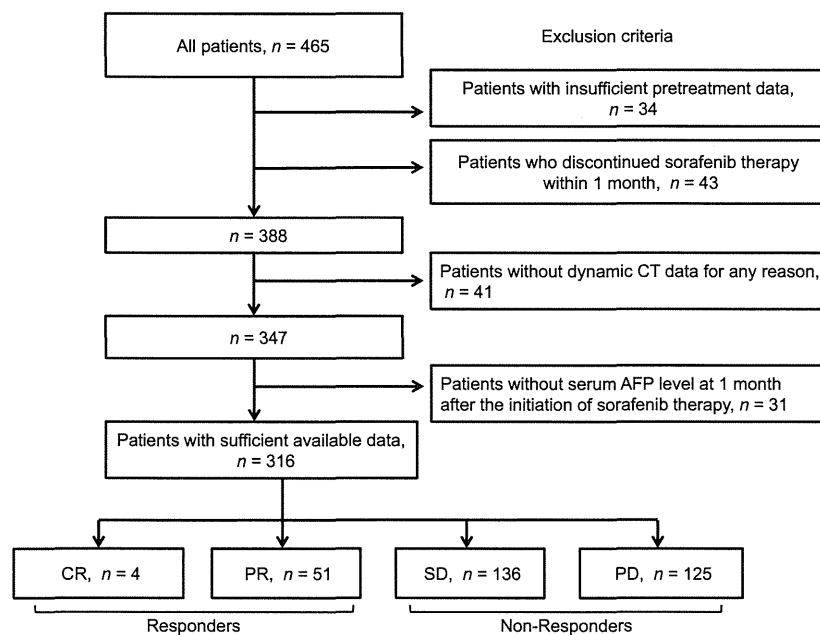 All patients, n = 465
Exclusion criteria
Patients with insufficient pretreatment data,
n = 34
Patients who discontinued sorafenib therapy
within 1 month, n = 43
n = 388
Patients without dynamic CT data for any reason,
n = 41
n = 347
Patients without serum AFP level at 1 month
after the initiation of sorafenib therapy, n = 31
Patients with sufficient available data,
n = 316
CR, n = 4
PR, n = 51
SD, n = 136
PD, n = 125
Responders
Non-Responders